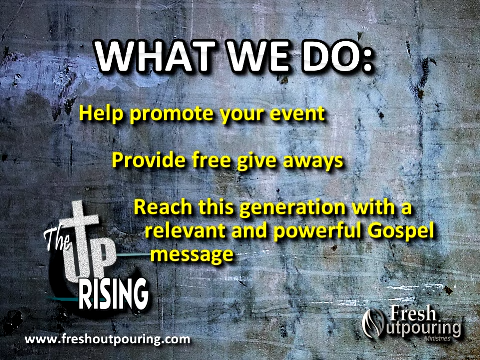 WHAT WE DO:
Help promote your event
Provide free give aways
Reach this generation with a
relevant and powerful Gospel
message
The
Up
RISING
www.freshoutpouring.com
Fresh
Outpouring
Ministries